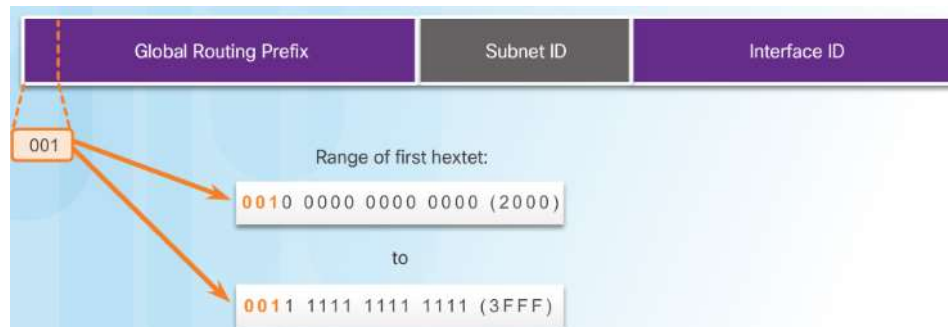 Global Routing Prefix Subnet ID Interface ID
001
Range of first hextet:
0010 0000 0000 0000 (2000)
to
0011 1111 1111 1111 (3FFF)